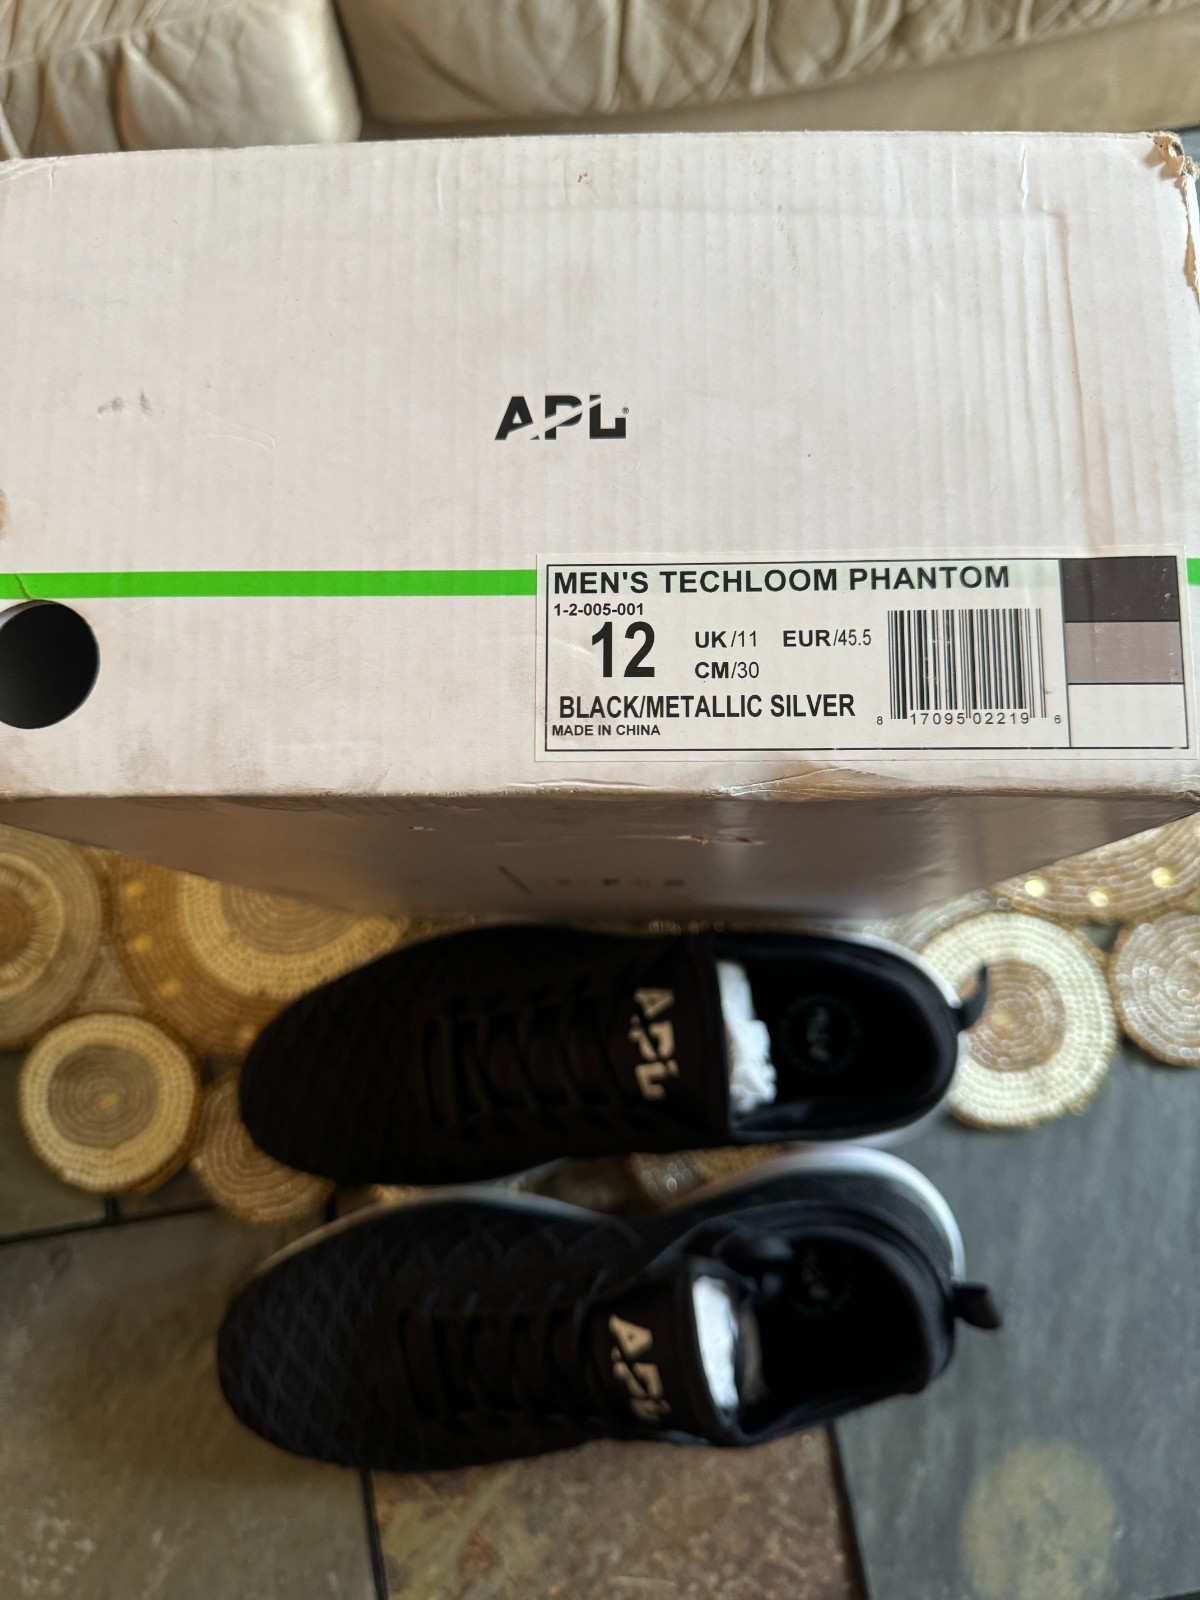 APL®
MEN'S TECHLOOM PHANTOM
1-2-005-001
12 UK/11 EUR/45.5
CM/30
BLACK/METALLIC SILVER
MADE IN CHINA
8 17095 02219 6
APL
APL